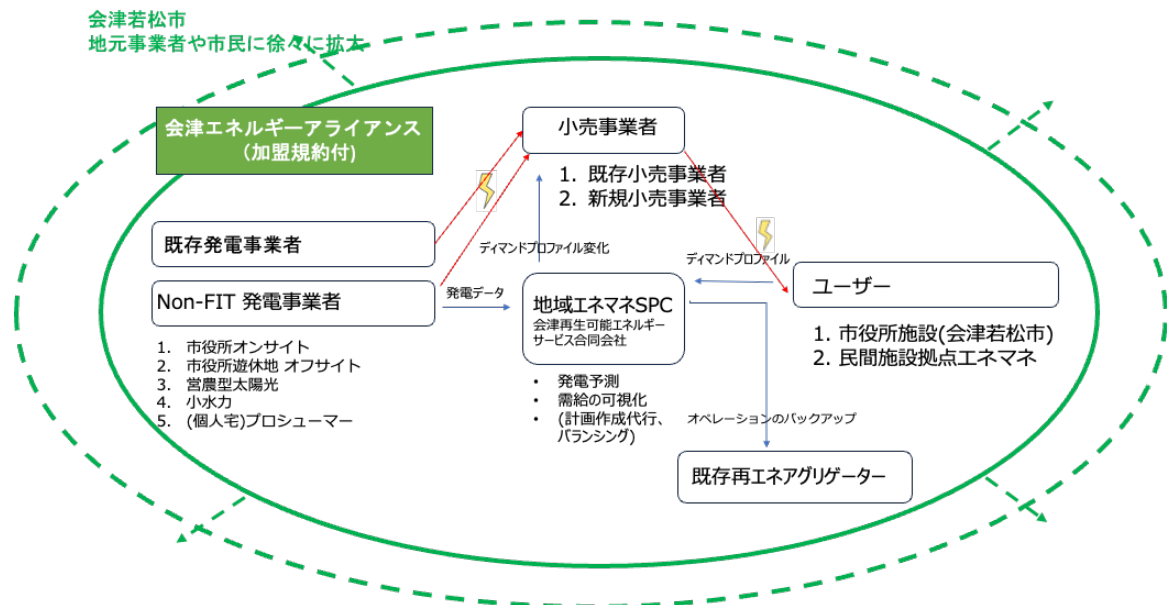 会津若松市
地元事業者や市民に徐々に拡大
会津エネルギーアライアンス
(加盟規約付)
小売事業者
1. 既存小売事業者
2. 新規小売事業者
既存発電事業者
ディマンドプロファイル変化
ディマンドプロファイル
Non-FIT 発電事業者
発電データ
地域エネマネSPC
会津再生可能エネルギー
サービス合同会社
ユーザー
1. 市役所オンサイト
2. 市役所遊休地 オフサイト
3. 営農型太陽光
4. 小水力
5. (個人宅)プロシューマー
• 発電予測
• 需給の可視化
• (計画作成代行、
バランシング)
1. 市役所施設(会津若松市)
2. 民間施設拠点エネマネ
オペレーションのバックアップ
既存再エネアグリゲーター